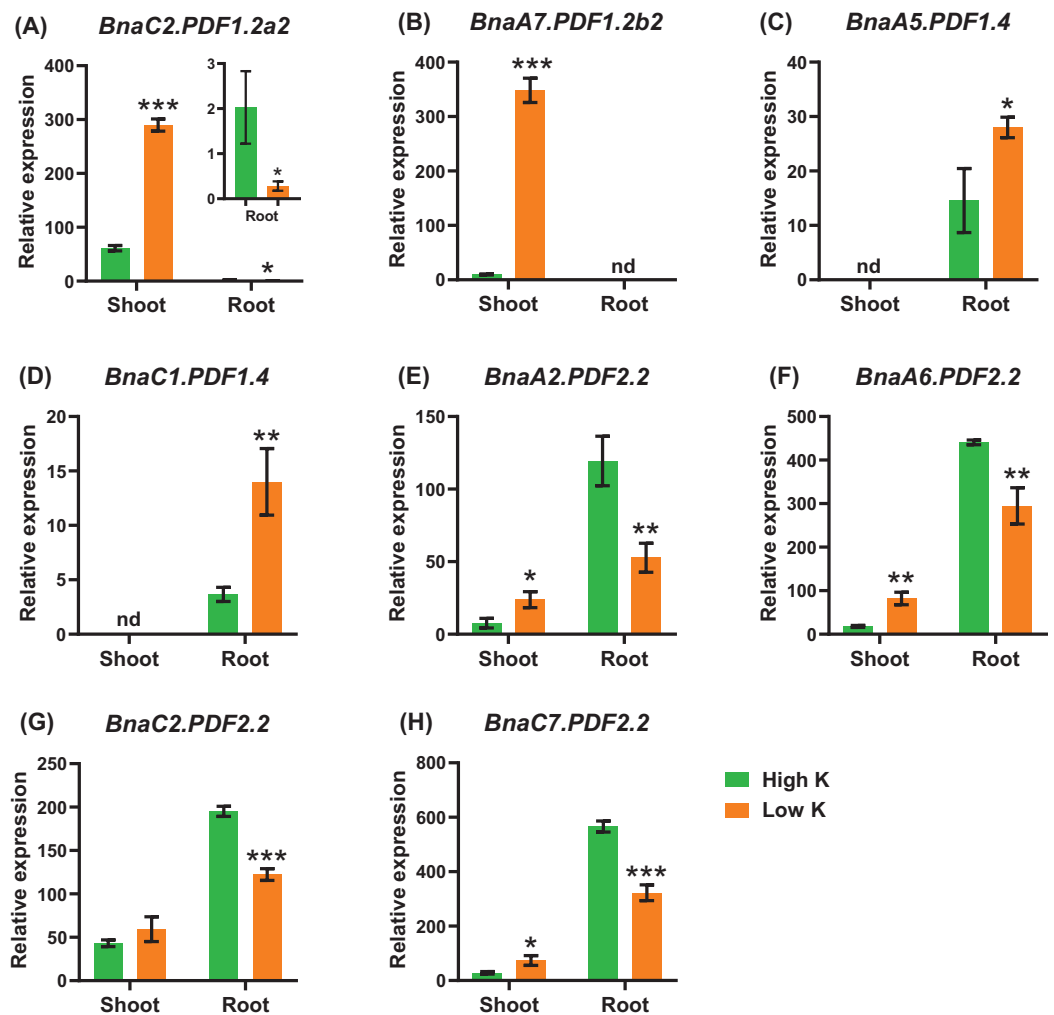 (A) BnaC2.PDF1.2a2
Relative expression
400
300
200
100
0
***
*
Shoot
Root
3
2
1
0
*
Root
(B) BnaA7.PDF1.2b2
Relative expression
400
300
200
100
0
***
nd
Shoot
Root
(C) BnaA5.PDF1.4
Relative expression
40
30
20
10
0
nd
*
Shoot
Root
(D) BnaC1.PDF1.4
Relative expression
20
15
10
5
0
nd
**
Shoot
Root
(E) BnaA2.PDF2.2
Relative expression
150
100
50
0
*
**
Shoot
Root
(F) BnaA6.PDF2.2
Relative expression
500
400
300
200
100
0
**
**
Shoot
Root
(G) BnaC2.PDF2.2
Relative expression
250
200
150
100
50
0
***
Shoot
Root
(H) BnaC7.PDF2.2
Relative expression
800
600
400
200
0
*
***
Shoot
Root
High K
Low K